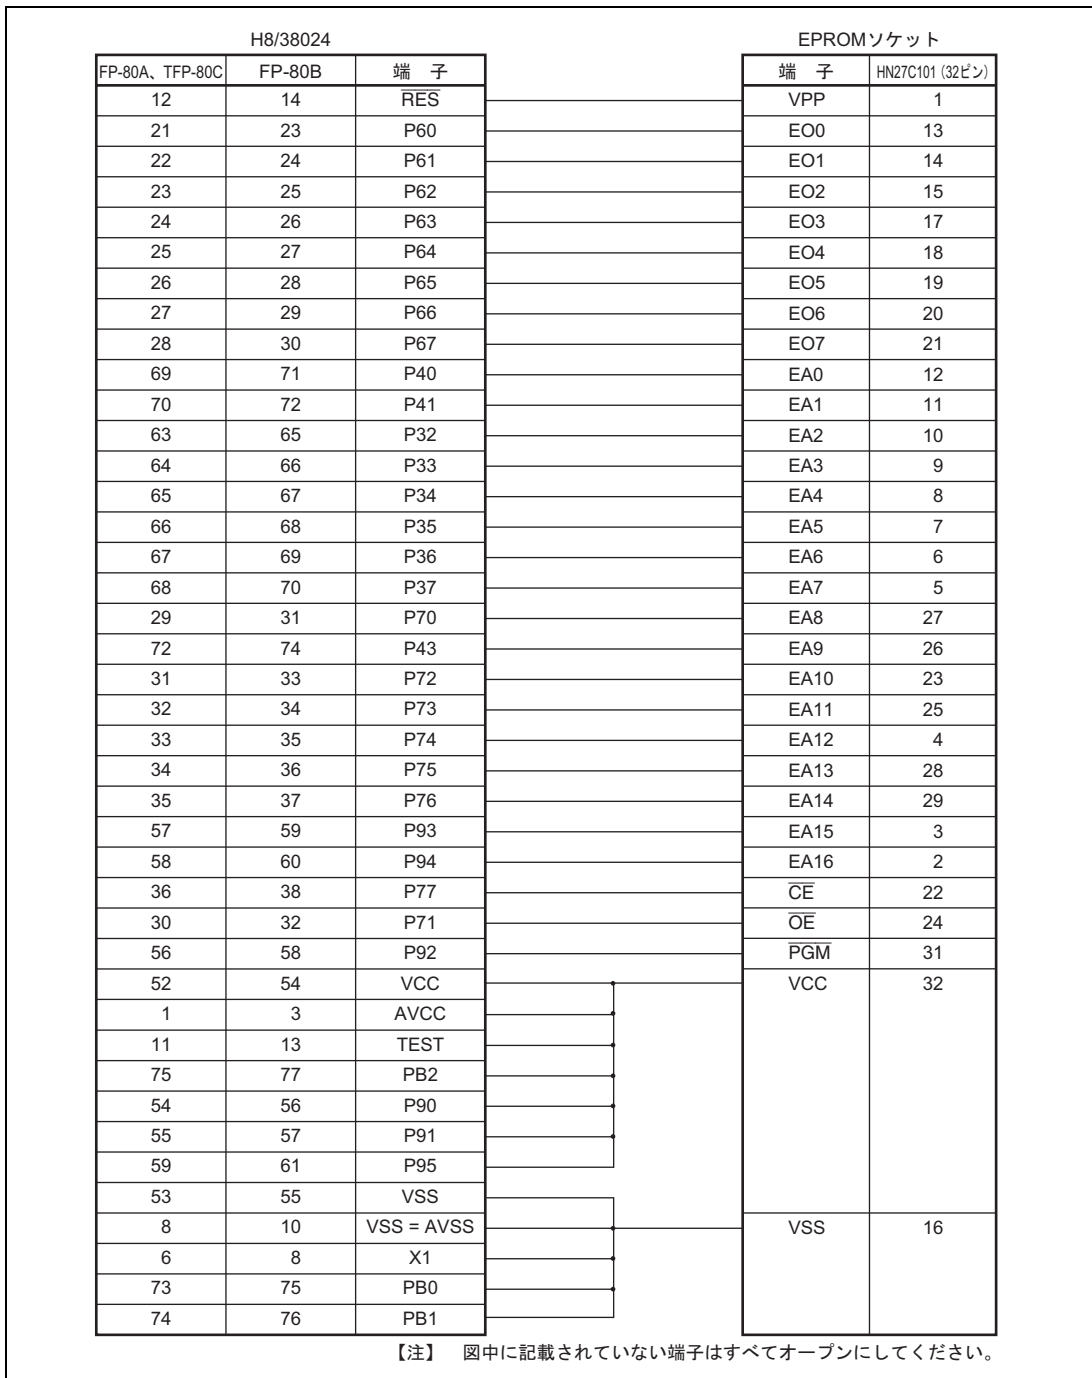 H8/38024 EPROMソケット
FP-80A、TFP-80C FP-80B 端 子 端 子 HN27C101 (32ピン)
12 14 R̅E̅S̅ VPP 1
21 23 P60 EO0 13
22 24 P61 EO1 14
23 25 P62 EO2 15
24 26 P63 EO3 17
25 27 P64 EO4 18
26 28 P65 EO5 19
27 29 P66 EO6 20
28 30 P67 EO7 21
69 71 P40 EA0 12
70 72 P41 EA1 11
63 65 P32 EA2 10
64 66 P33 EA3 9
65 67 P34 EA4 8
66 68 P35 EA5 7
67 69 P36 EA6 6
68 70 P37 EA7 5
29 31 P70 EA8 27
72 74 P43 EA9 26
31 33 P72 EA10 23
32 34 P73 EA11 25
33 35 P74 EA12 4
34 36 P75 EA13 28
35 37 P76 EA14 29
57 59 P93 EA15 3
58 60 P94 EA16 2
36 38 P77 C̅E̅ 22
30 32 P71 O̅E̅ 24
56 58 P92 P̅G̅M̅ 31
52 54 VCC VCC 32
1 3 AVCC
11 13 TEST
75 77 PB2
54 56 P90
55 57 P91
59 61 P95
53 55 VSS
8 10 VSS = AVSS VSS 16
6 8 X1
73 75 PB0
74 76 PB1
【注】 図中に記載されていない端子はすべてオープンにしてください。